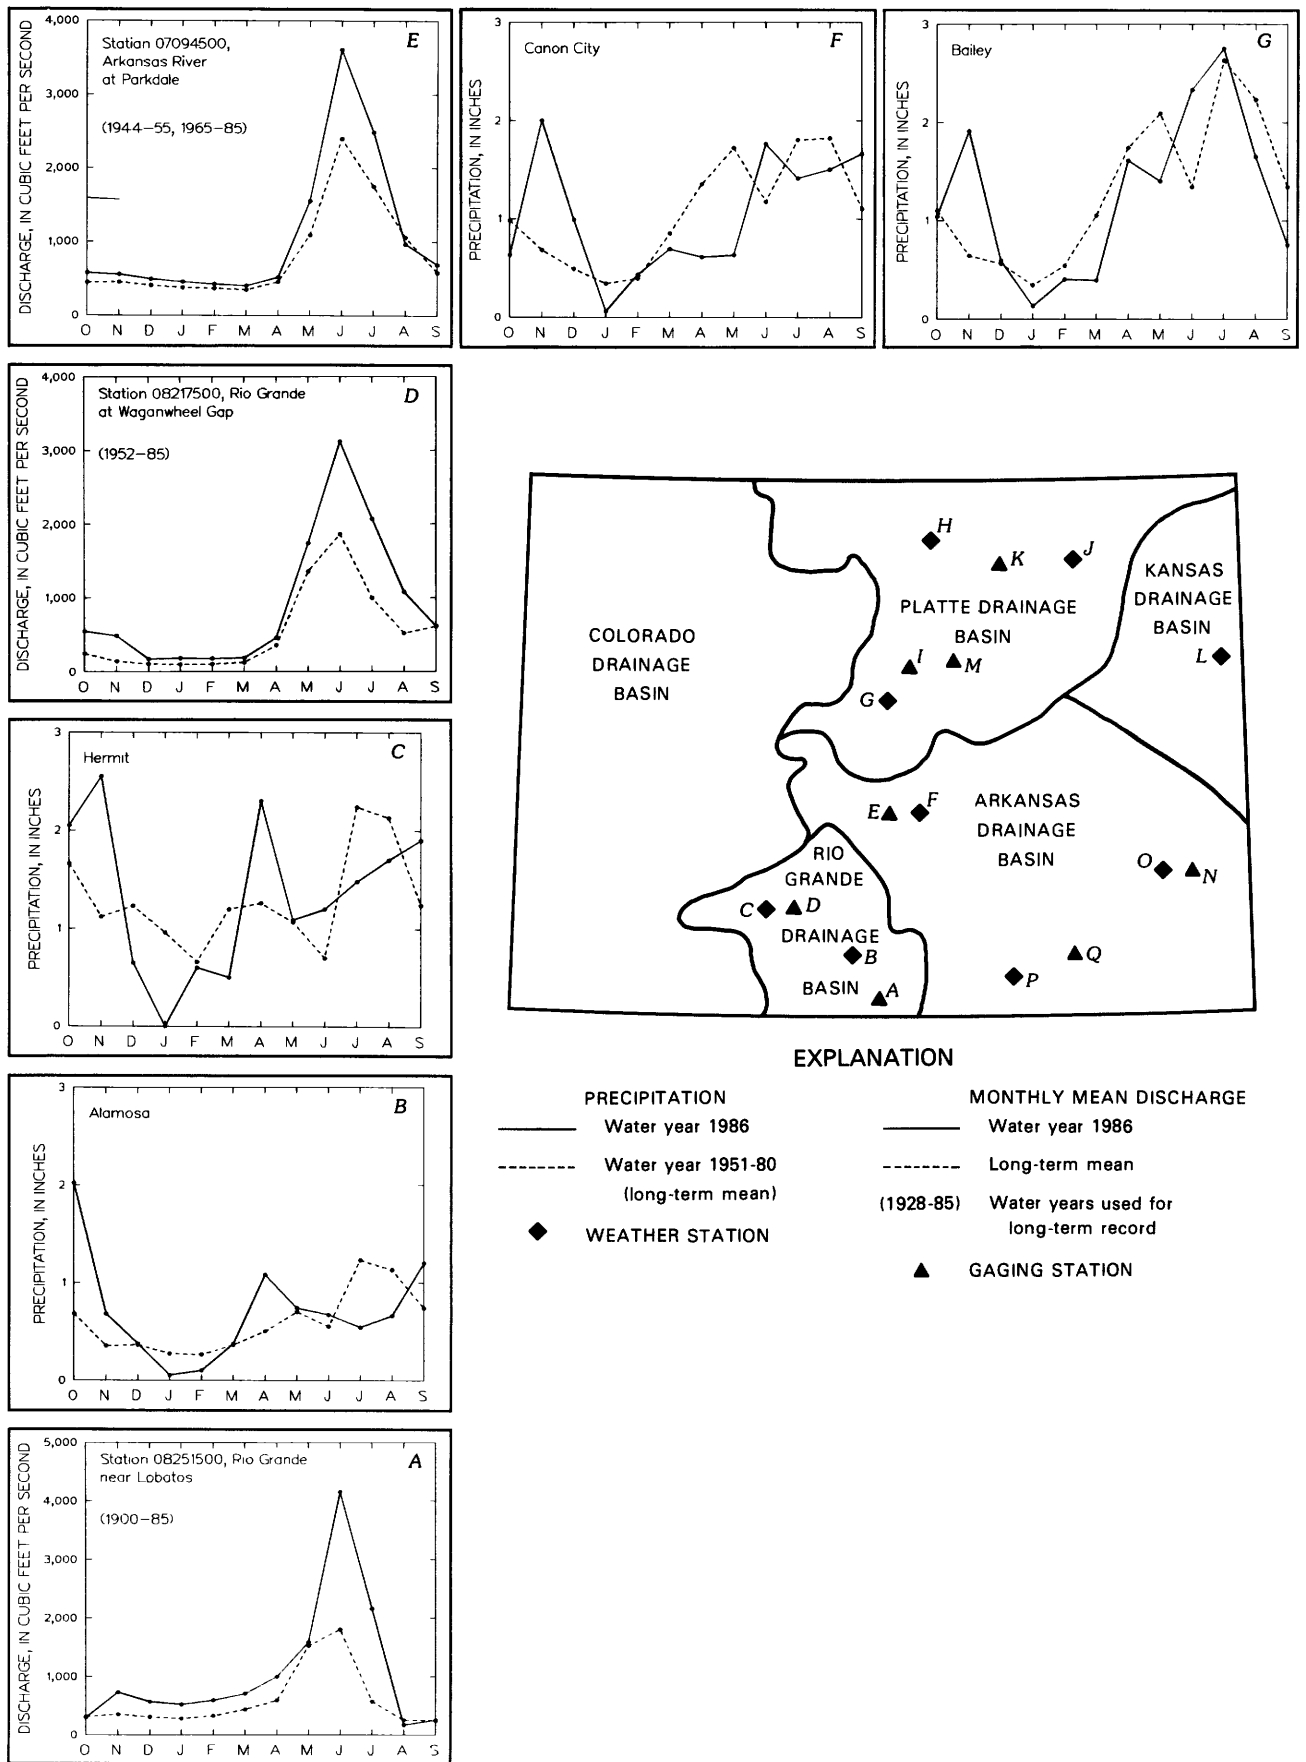 E
Station 07094500,
Arkansas River
at Parkdale
(1944–55, 1965–85)
DISCHARGE, IN CUBIC FEET PER SECOND
4,000
3,000
2,000
1,000
0
O N D J F M A M J J A S
F
Canon City
PRECIPITATION, IN INCHES
3
2
1
0
O N D J F M A M J J A S
G
Bailey
PRECIPITATION, IN INCHES
3
2
1
0
O N D J F M A M J J A S
D
Station 08217500, Rio Grande
at Waganwheel Gap
(1952–85)
DISCHARGE, IN CUBIC FEET PER SECOND
4,000
3,000
2,000
1,000
0
O N D J F M A M J J A S
C
Hermit
PRECIPITATION, IN INCHES
3
2
1
0
O N D J F M A M J J A S
B
Alamosa
PRECIPITATION, IN INCHES
3
2
1
0
O N D J F M A M J J A S
A
Station 08251500, Rio Grande
near Lobatos
(1900–85)
DISCHARGE, IN CUBIC FEET PER SECOND
5,000
4,000
3,000
2,000
1,000
0
O N D J F M A M J J A S
H
K
J
KANSAS
DRAINAGE
BASIN
L
PLATTE DRAINAGE
BASIN
COLORADO
DRAINAGE
BASIN
I
M
G
E
F
ARKANSAS
DRAINAGE
BASIN
RIO
GRANDE
DRAINAGE
BASIN
O
N
C
D
B
A
Q
P
EXPLANATION
PRECIPITATION
Water year 1986
Water year 1951-80
(long-term mean)
WEATHER STATION
MONTHLY MEAN DISCHARGE
Water year 1986
Long-term mean
(1928-85) Water years used for
long-term record
GAGING STATION